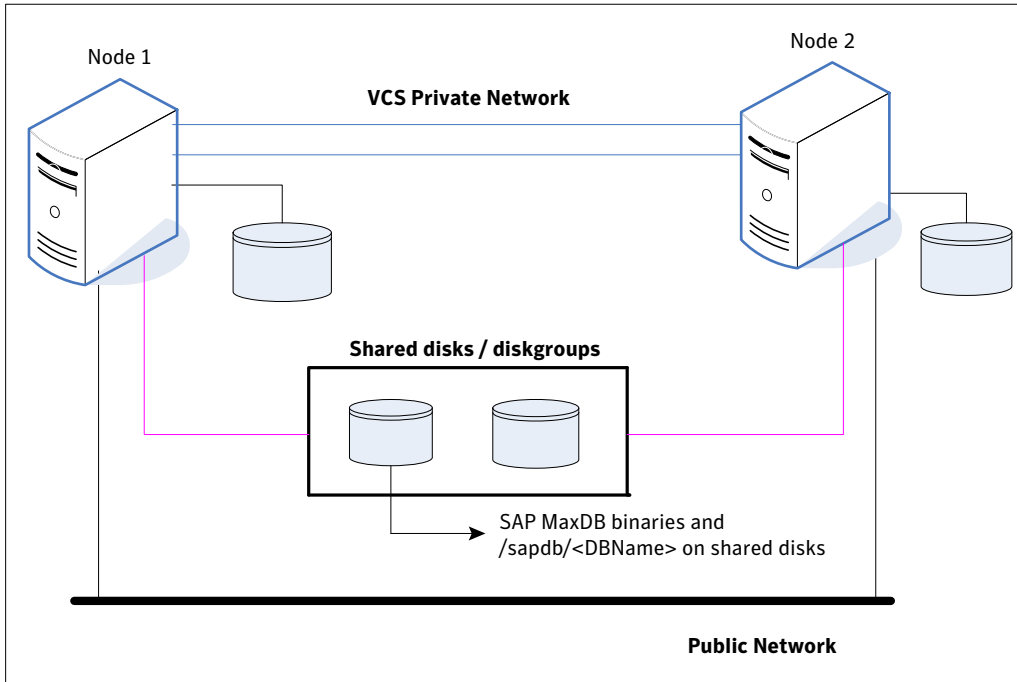 Node 1
Node 2
VCS Private Network
Shared disks / diskgroups
SAP MaxDB binaries and
/sapdb/<DBName> on shared disks
Public Network